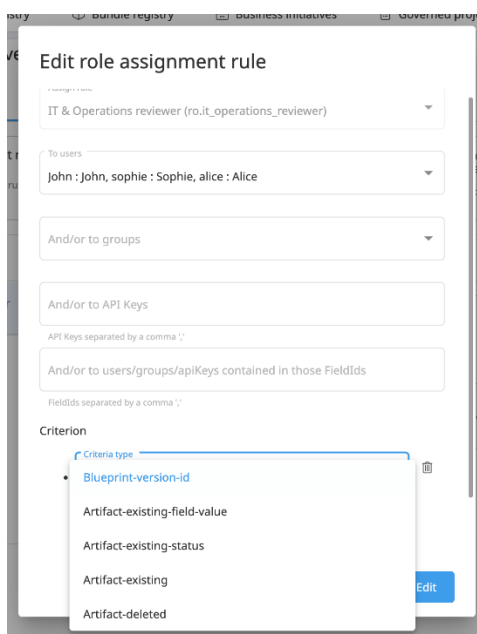 Bundle registry
Business initiatives
Governed proj
Edit role assignment rule
Assign role
IT & Operations reviewer (ro.it_operations_reviewer)
To users
John : John, sophie : Sophie, alice : Alice
And/or to groups
And/or to API Keys
API Keys separated by a comma ','
And/or to users/groups/apiKeys contained in those FieldIds
FieldIds separated by a comma ','
Criterion
Criteria type
Blueprint-version-id
Artifact-existing-field-value
Artifact-existing-status
Artifact-existing
Artifact-deleted
Edit